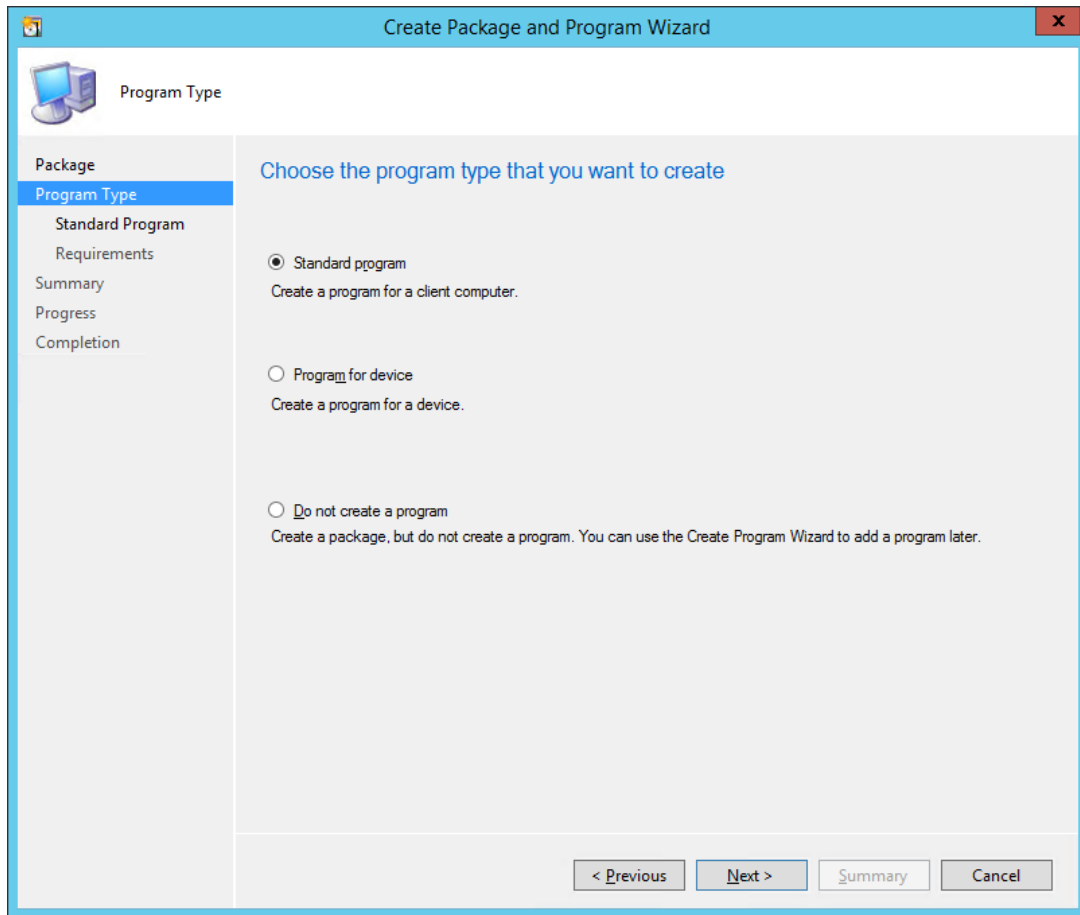 Create Package and Program Wizard
x
Program Type
Package
Program Type
Standard Program
Requirements
Summary
Progress
Completion
Choose the program type that you want to create
Standard program
Create a program for a client computer.
Program for device
Create a program for a device.
Do not create a program
Create a package, but do not create a program. You can use the Create Program Wizard to add a program later.
< Previous Next > Summary Cancel